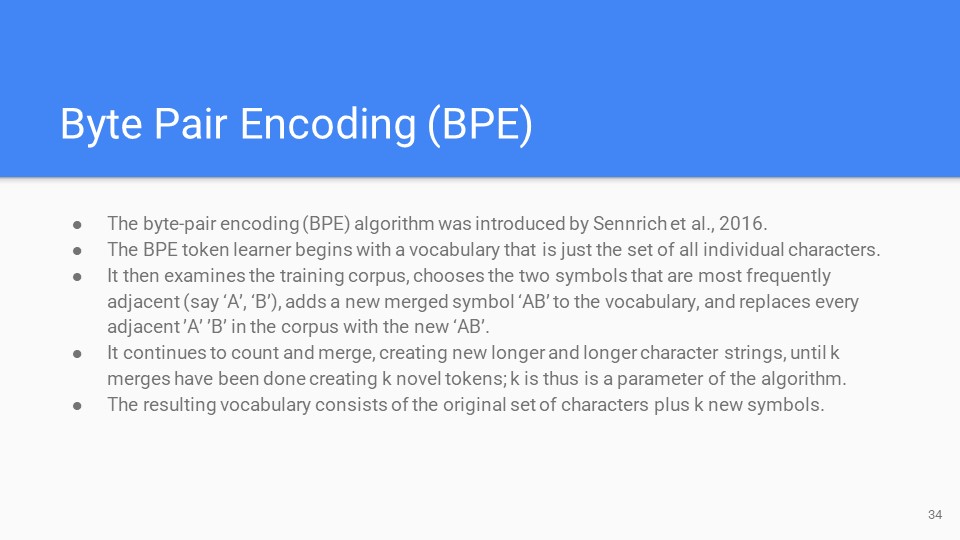 Byte Pair Encoding (BPE)
● The byte-pair encoding (BPE) algorithm was introduced by Sennrich et al., 2016.
● The BPE token learner begins with a vocabulary that is just the set of all individual characters.
● It then examines the training corpus, chooses the two symbols that are most frequently
adjacent (say ‘A’, ‘B’), adds a new merged symbol ‘AB’ to the vocabulary, and replaces every
adjacent ’A’ ’B’ in the corpus with the new ‘AB’.
● It continues to count and merge, creating new longer and longer character strings, until k
merges have been done creating k novel tokens; k is thus is a parameter of the algorithm.
● The resulting vocabulary consists of the original set of characters plus k new symbols.
34